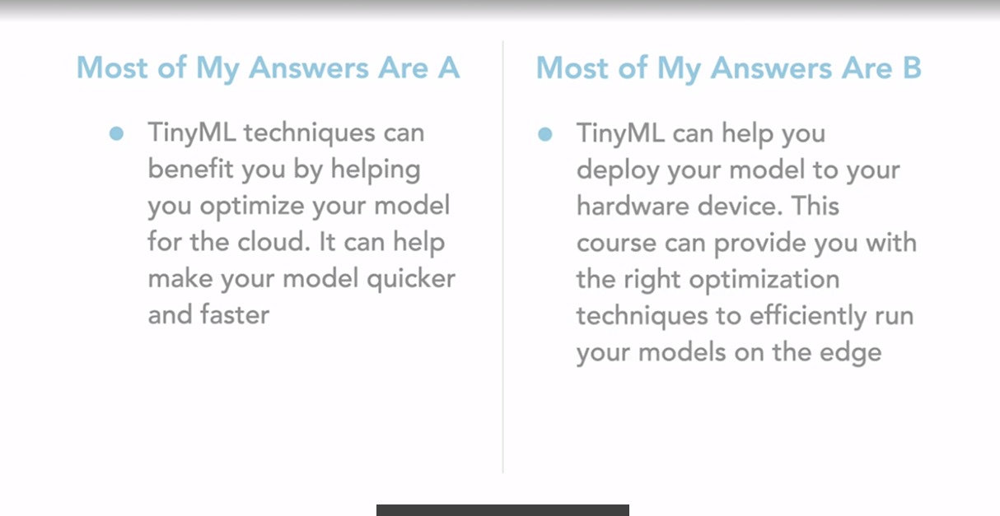 Most of My Answers Are A
TinyML techniques can
benefit you by helping
you optimize your model
for the cloud. It can help
make your model quicker
and faster
Most of My Answers Are B
TinyML can help you
deploy your model to your
hardware device. This
course can provide you with
the right optimization
techniques to efficiently run
your models on the edge